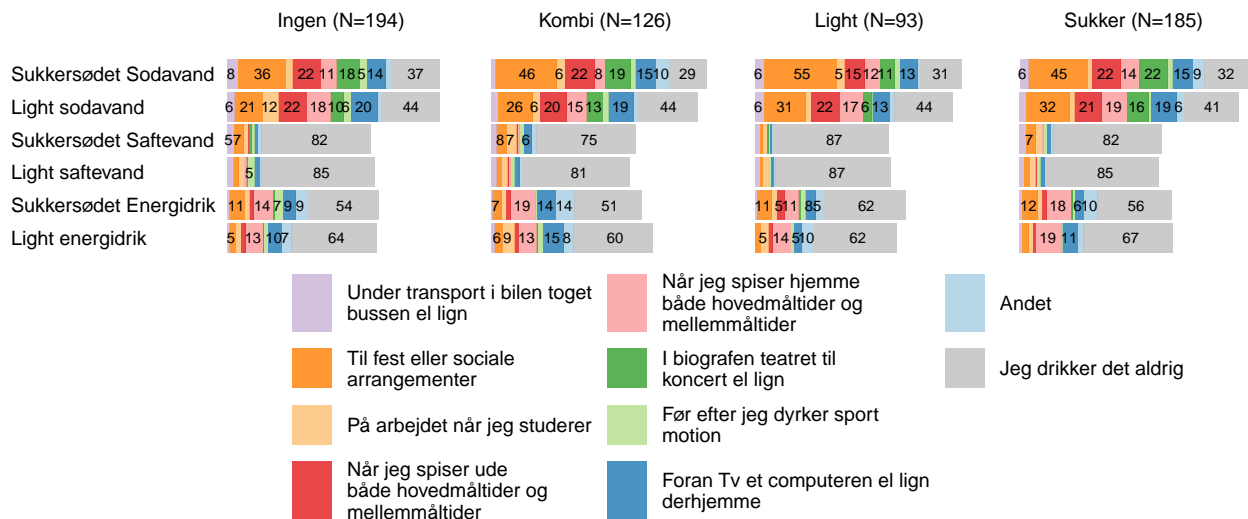 Ingen (N=194) Kombi (N=126) Light (N=93) Sukker (N=185)
Sukkersødet Sodavand 8 36 22 11 18 5 14 37 46 6 22 8 19 5 15 10 29 6 55 5 15 12 11 13 31 6 45 22 14 22 15 9 32
Light sodavand 6 21 12 22 18 10 6 20 44 26 6 20 15 13 19 44 6 31 22 17 6 13 44 32 21 19 16 19 6 41
Sukkersødet Saftevand 5 7 82 8 7 6 75 87 7 82
Light saftevand 5 85 81 87 85
Sukkersødet Energidrik 11 14 7 9 9 54 7 19 14 14 51 11 5 11 8 5 62 12 18 6 10 56
Light energidrik 5 13 10 7 64 6 9 13 15 8 60 5 14 5 10 62 19 11 67
Under transport i bilen toget
bussen el lign
Til fest eller sociale
arrangementer
På arbejdet når jeg studerer
Når jeg spiser ude
både hovedmåltider og
mellemmåltider
Når jeg spiser hjemme
både hovedmåltider og
mellemmåltider
I biografen teatret til
koncert el lign
Før efter jeg dyrker sport
motion
Foran Tv et computeren el lign
derhjemme
Andet
Jeg drikker det aldrig